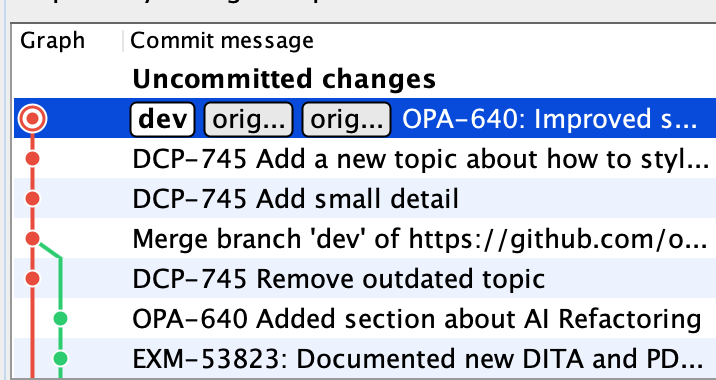 Graph Commit message
Uncommitted changes
dev orig... orig... OPA-640: Improved s...
DCP-745 Add a new topic about how to styl...
DCP-745 Add small detail
Merge branch 'dev' of https://github.com/o...
DCP-745 Remove outdated topic
OPA-640 Added section about AI Refactoring
EXM-53823: Documented new DITA and PD...